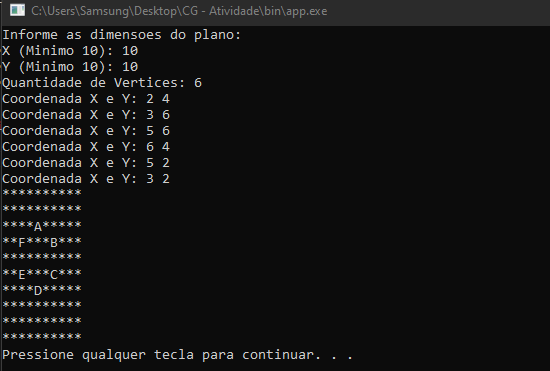 C:\Users\Samsung\Desktop\CG - Atividade\bin\app.exe
Informe as dimensoes do plano:
X (Minimo 10): 10
Y (Minimo 10): 10
Quantidade de Vertices: 6
Coordenada X e Y: 2 4
Coordenada X e Y: 3 6
Coordenada X e Y: 5 6
Coordenada X e Y: 6 4
Coordenada X e Y: 5 2
Coordenada X e Y: 3 2
**********
**********
****A*****
**F***B***
**********
**E***C***
****D*****
**********
**********
**********
Pressione qualquer tecla para continuar. . .